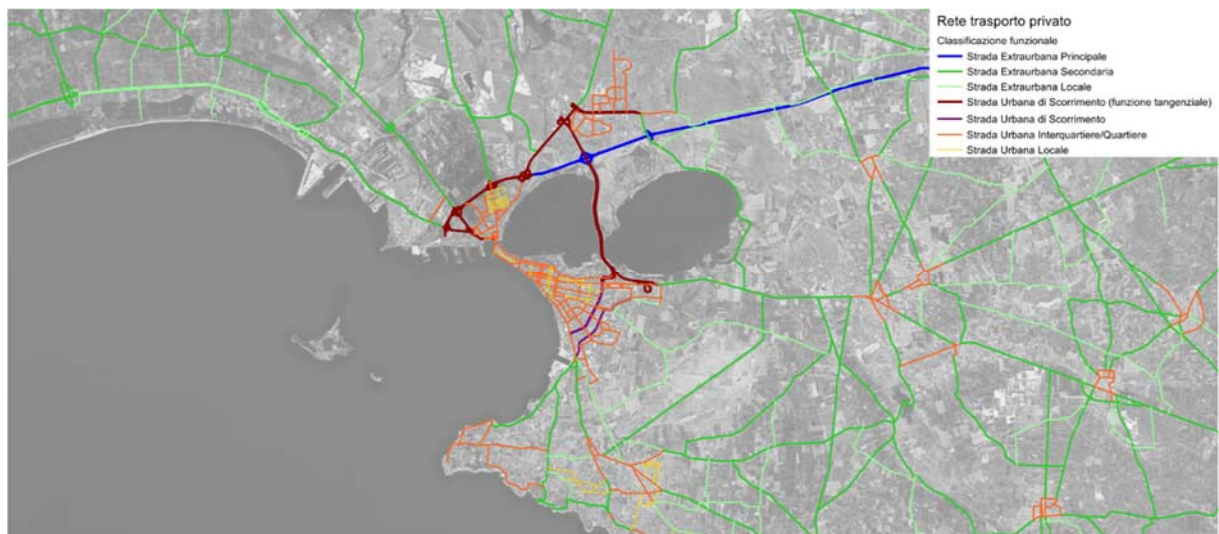 Rete trasporto privato
Classificazione funzionale
Strada Extraurbana Principale
Strada Extraurbana Secondaria
Strada Extraurbana Locale
Strada Urbana di Scorrimento (funzione tangenziale)
Strada Urbana di Scorrimento
Strada Urbana Interquartiere/Quartiere
Strada Urbana Locale